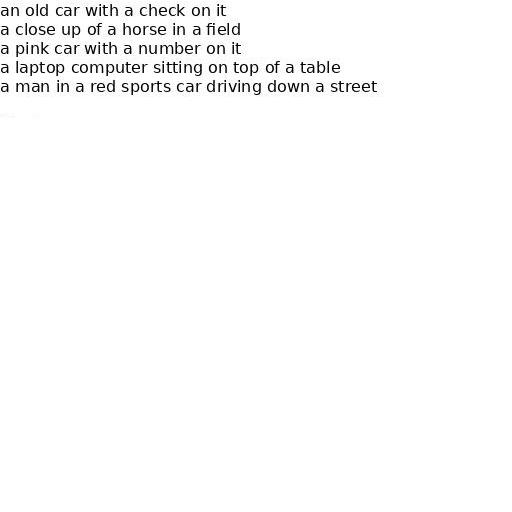 an old car with a check on it
a close up of a horse in a field
a pink car with a number on it
a laptop computer sitting on top of a table
a man in a red sports car driving down a street